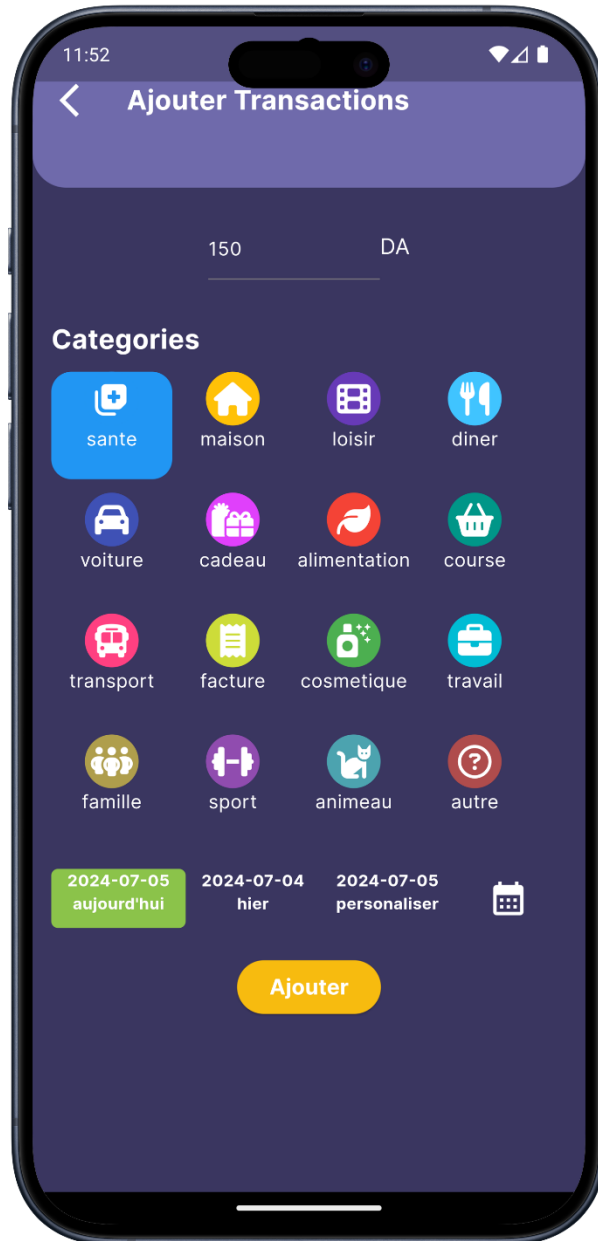 11:52
Ajouter Transactions
150 DA
Categories
sante maison loisir diner
voiture cadeau alimentation course
transport facture cosmetique travail
famille sport animeau autre
2024-07-05 2024-07-04 2024-07-05
aujourd'hui hier personaliser
Ajouter